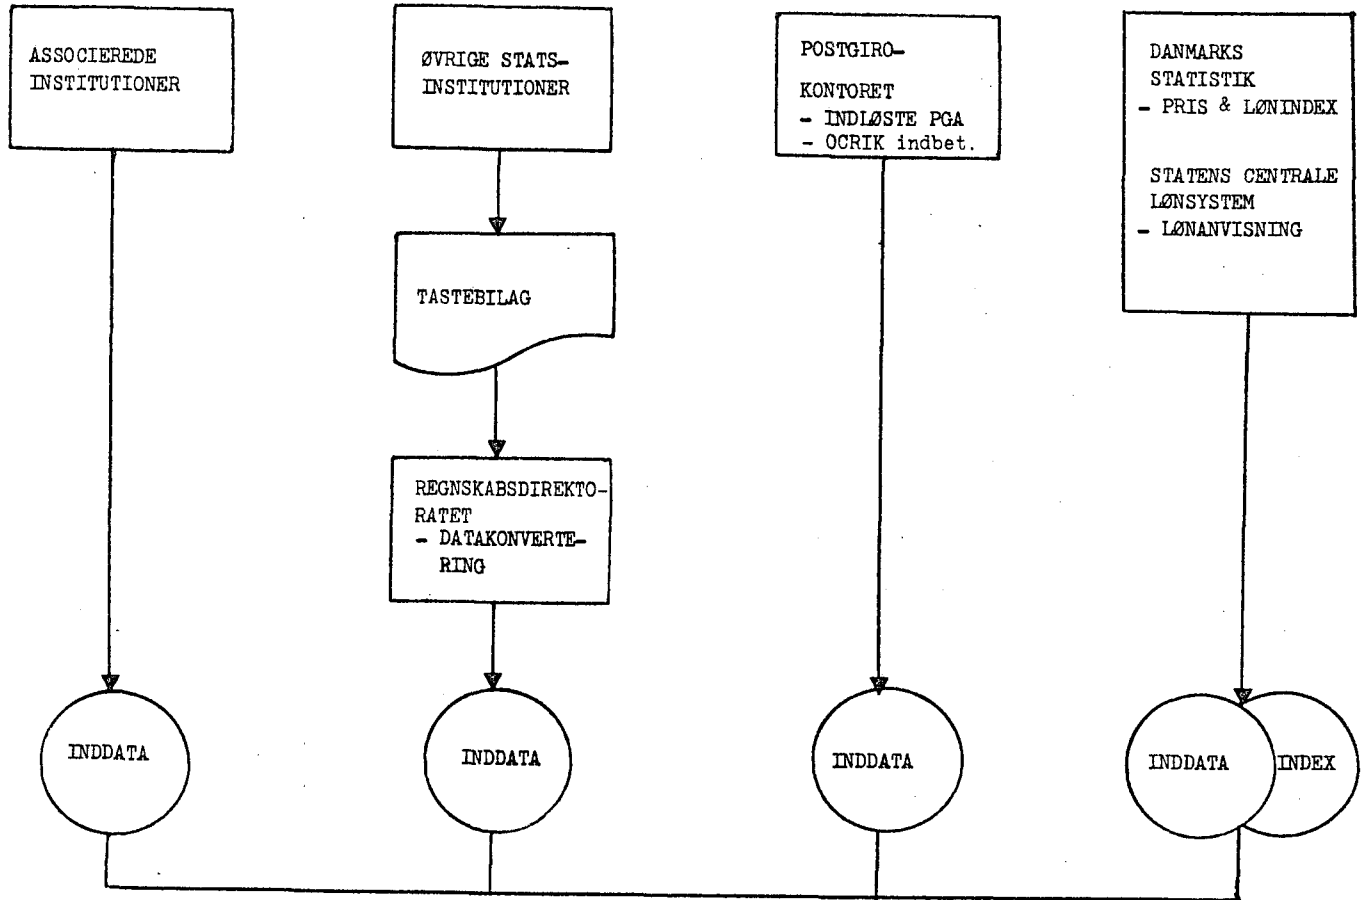 ASSOCIEREDE
INSTITUTIONER
ØVRIGE STATS-
INSTITUTIONER
TASTEBILAG
REGNSKABSDIREKTO-
RATET
- DATAKONVERTE-
RING
POSTGIRO-
KONTORET
- INDLØSTE PGA
- OCRIK indbet.
DANMARKS
STATISTIK
- PRIS & LØNINDEX
STATENS CENTRALE
LØNSYSTEM
- LØNANVISNING
INDDATA
INDDATA
INDDATA
INDDATA
INDEX